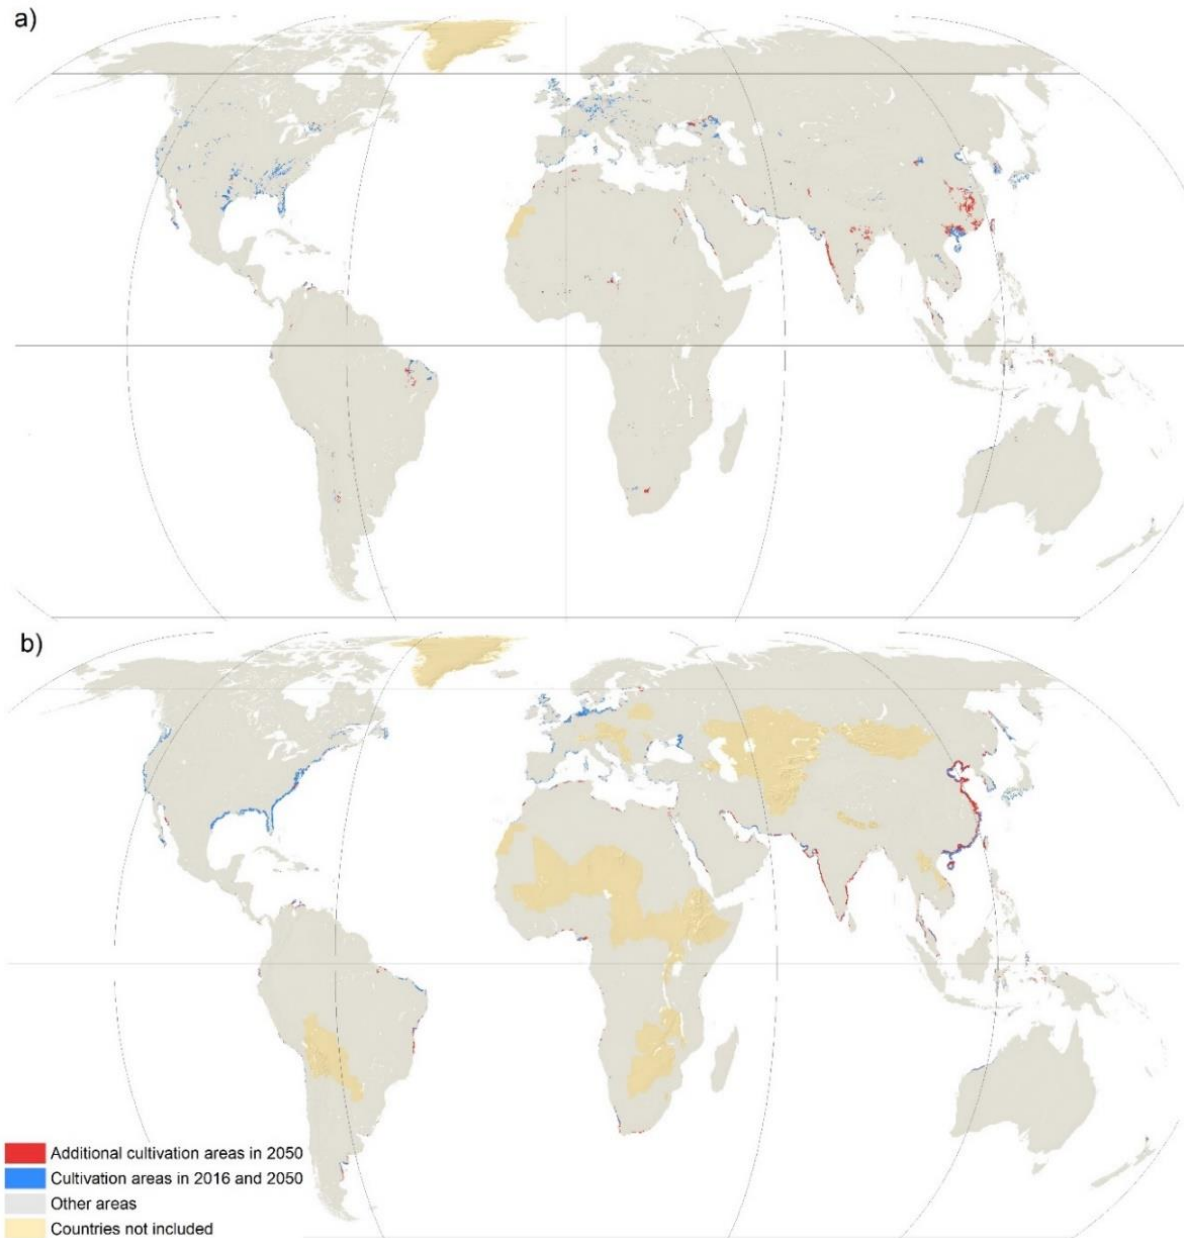 a)
b)
Additional cultivation areas in 2050
Cultivation areas in 2016 and 2050
Other areas
Countries not included